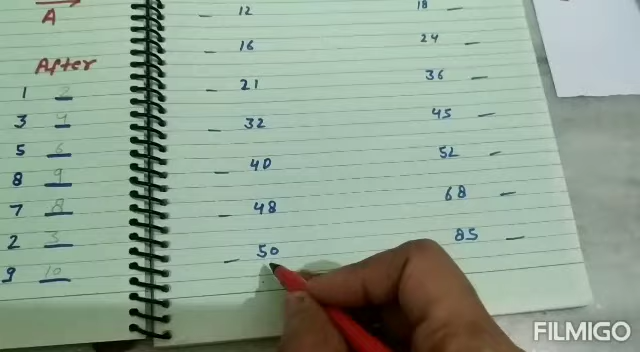 A
After
1 2
3 4
5 6
8 9
7 8
2 3
9 10
_ 12 18 _
_ 16 24 _
_ 21 36 _
_ 32 45 _
_ 40 52 _
_ 48 68 _
_ 50 85 _
FILMIGO